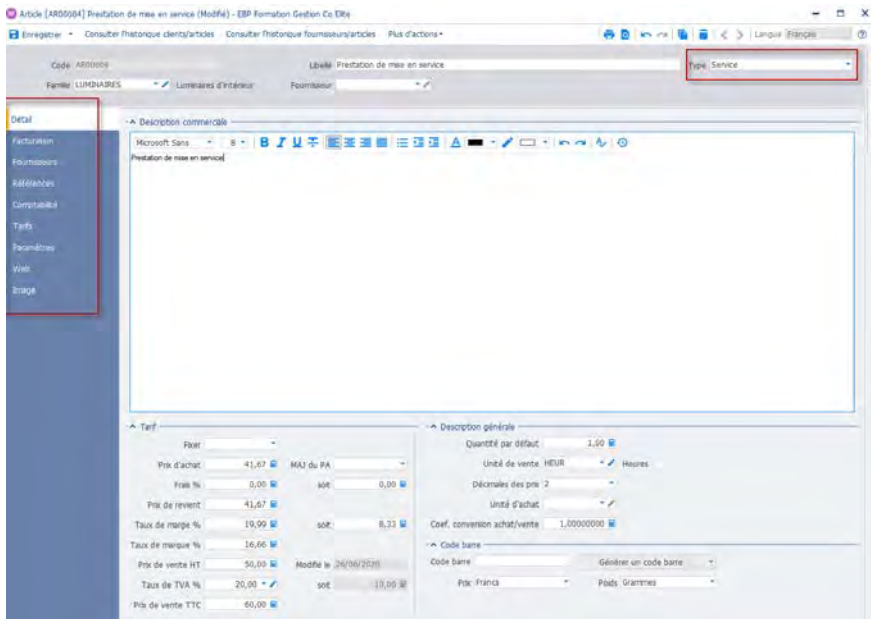 Article [AR00004] Prestation de mise en service (Modifié) - EBP Formation Gestion Co Elite
Enregistrer Consulter l'historique clients/articles Consulter l'historique fournisseurs/articles Plus d'actions Langue Français
Code AR00004 Libellé Prestation de mise en service Type Service
Famille LUMINAIRES Luminaires d'intérieur Fournisseur
Détail
Facturation
Fournisseurs
Références
Comptabilité
Tarifs
Paramètres
Web
Image
Description commerciale
Microsoft Sans 8 B I U
Prestation de mise en service
Tarif
Fixer
Prix d'achat 41,67 MAJ du PA
Frais % 0,00 soit 0,00
Prix de revient 41,67
Taux de marge % 19,99 soit 8,33
Taux de marque % 16,66
Prix de vente HT 50,00 Modifié le 26/06/2020
Taux de TVA % 20,00 soit 10,00
Prix de vente TTC 60,00
Description générale
Quantité par défaut 1,00
Unité de vente HEUR Heures
Décimales des prix 2
Unité d'achat
Coef. conversion achat/vente 1,00000000
Code barre
Code barre Générer un code barre
Prix Francs Poids Grammes